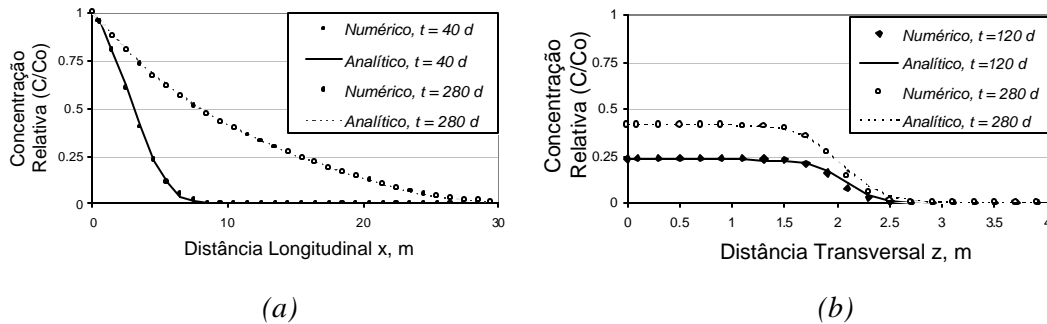 Concentração
Relativa (C/Co)
1
0.75
0.5
0.25
0
0
10
20
30
Distância Longitudinal x, m
Numérico, t = 40 d
Analítico, t = 40 d
Numérico, t = 280 d
Analítico, t = 280 d
(a)
Concentração
Relativa (C/Co)
1
0.75
0.5
0.25
0
0
0.5
1
1.5
2
2.5
3
3.5
4
Distância Transversal z, m
Numérico, t =120 d
Analítico, t =120 d
Numérico, t = 280 d
Analítico, t = 280 d
(b)